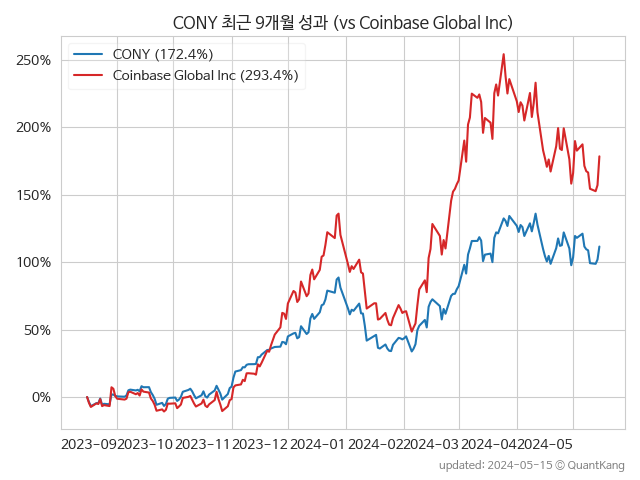 CONY 최근 9개월 성과 (vs Coinbase Global Inc)
CONY (172.4%)
Coinbase Global Inc (293.4%)
250%
200%
150%
100%
50%
0%
2023-09 2023-10 2023-11 2023-12 2024-01 2024-02 2024-03 2024-04 2024-05
updated: 2024-05-15 © QuantKang